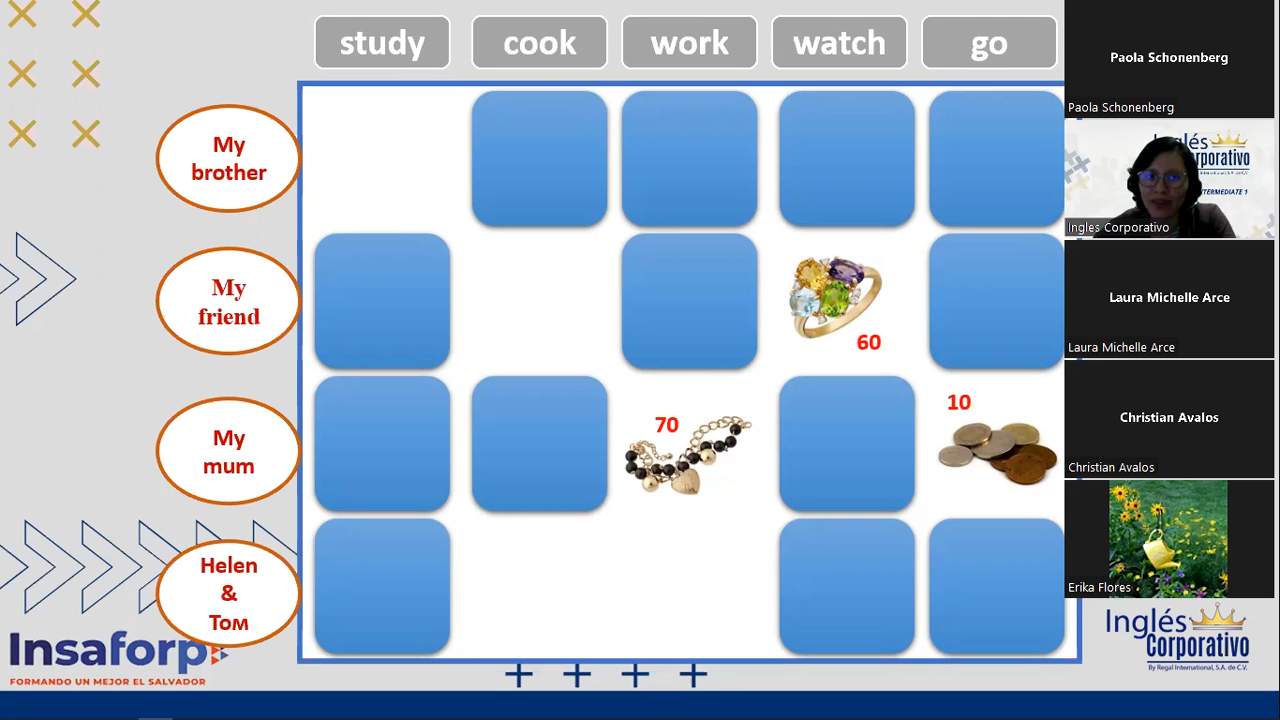 study
cook
work
watch
go
My
brother
My
friend
60
My
mum
70
10
Helen
&
Том
Insaforp
FORMANDO UN MEJOR EL SALVADOR
Paola Schonenberg
Paola Schonenberg
Inglés
Corporativo
INTERMEDIATE 1
Ingles Corporativo
Laura Michelle Arce
Laura Michelle Arce
Christian Avalos
Christian Avalos
Erika Flores
Inglés
Corporativo
By Regal International, S.A. de C.V.